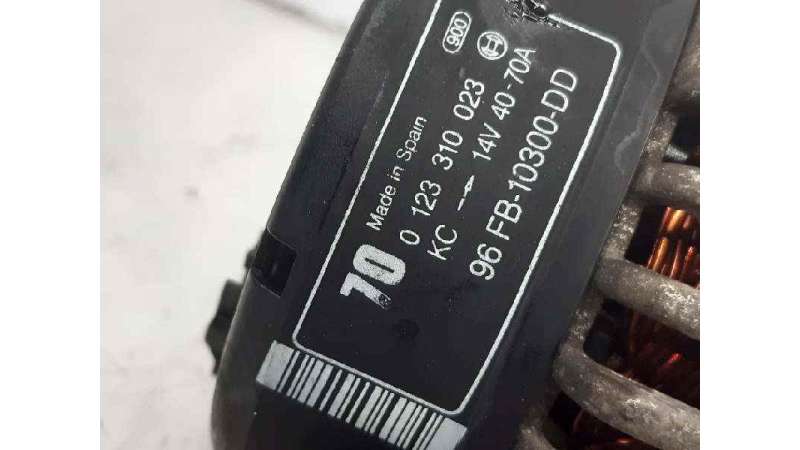 70 Made in Spain 900
0 123 310 023
KC → 14V 40-70A
96 FB-10300-DD